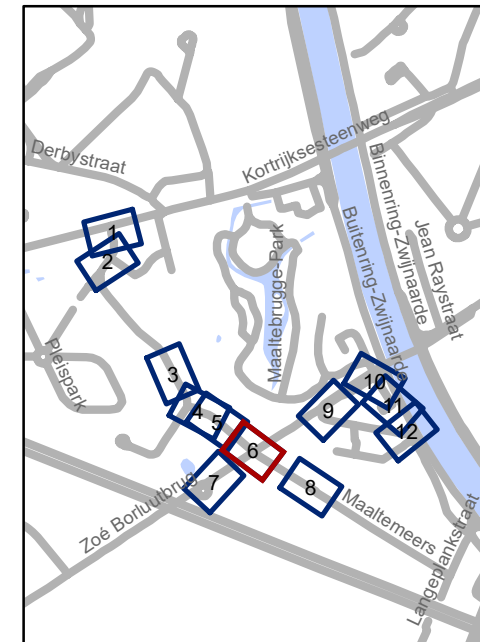 Kortrijksesteenweg
Derbystraat
Binnenring-Zwijnaarde
Buitenring-Zwijnaarde
Jean Raystraat
Maaltebrugge-Park
1
2
Pleispark
3
4
5
6
7
8
9
10
11
12
Zoé Borluutbrug
Maaltemeers
Langeplankstraat